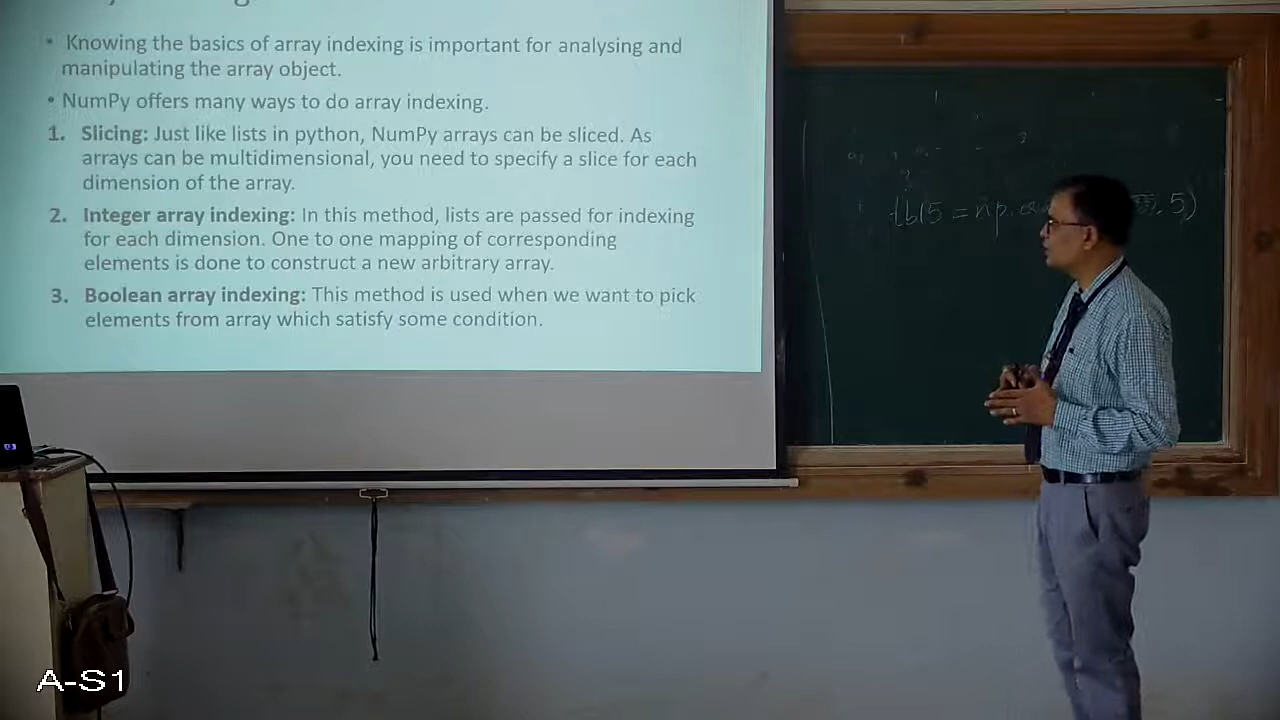 • Knowing the basics of array indexing is important for analysing and
manipulating the array object.
• NumPy offers many ways to do array indexing.
1. Slicing: Just like lists in python, NumPy arrays can be sliced. As
arrays can be multidimensional, you need to specify a slice for each
dimension of the array.
2. Integer array indexing: In this method, lists are passed for indexing
for each dimension. One to one mapping of corresponding
elements is done to construct a new arbitrary array.
3. Boolean array indexing: This method is used when we want to pick
elements from array which satisfy some condition.
= np. 5)
A-S1